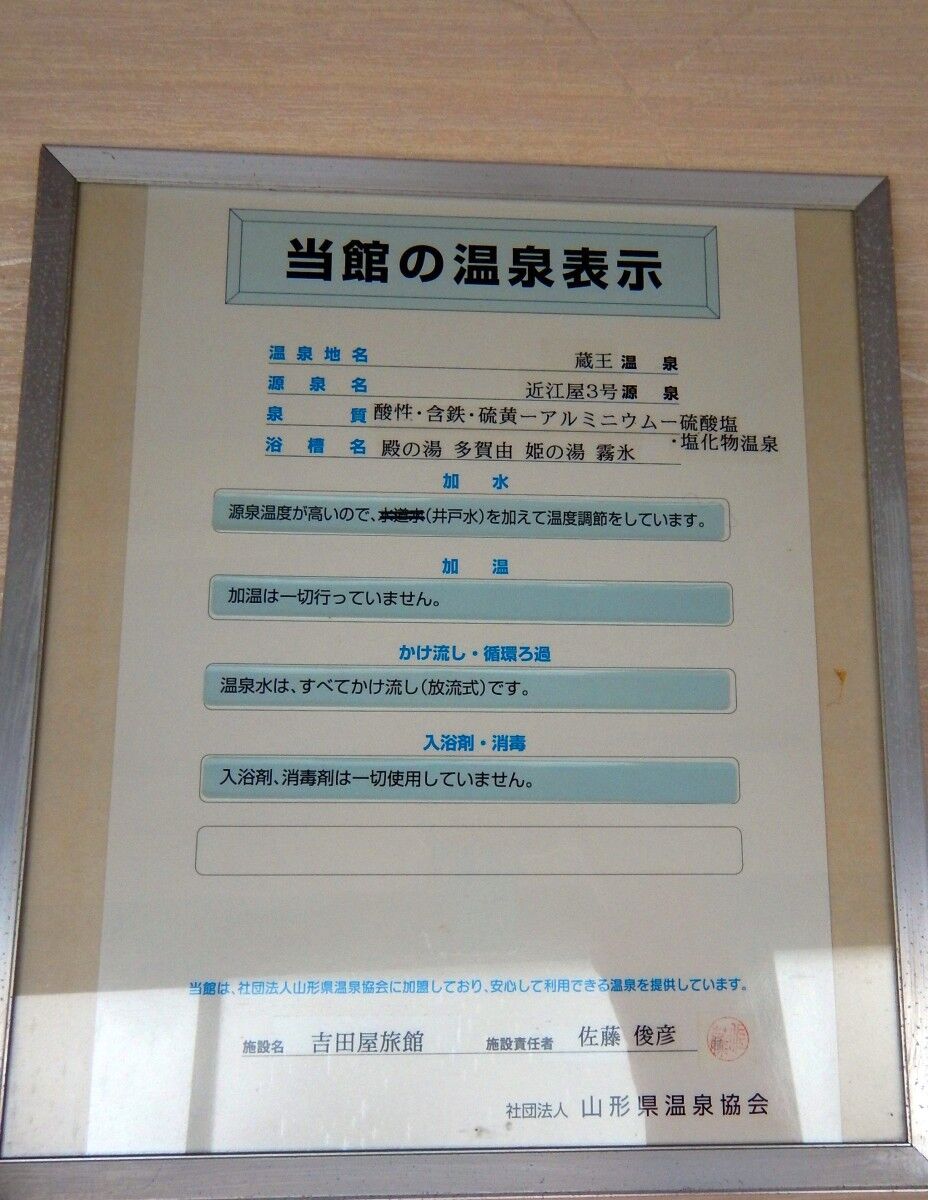 当館の温泉表示
温泉地名 蔵王 温泉
源泉名 近江屋3号 源泉
泉質 酸性・含鉄・硫黄ーアルミニウムー硫酸塩
・塩化物温泉
浴槽名 殿の湯 多賀由 姫の湯 霧氷
加水
源泉温度が高いので、水道水(井戸水)を加えて温度調節をしています。
加温
加温は一切行っていません。
かけ流し・循環ろ過
温泉水は、すべてかけ流し(放流式)です。
入浴剤・消毒
入浴剤、消毒剤は一切使用していません。
当館は、社団法人山形県温泉協会に加盟しており、安心して利用できる温泉を提供しています。
施設名 吉田屋旅館 施設責任者 佐藤 俊彦
社団法人 山形県温泉協会